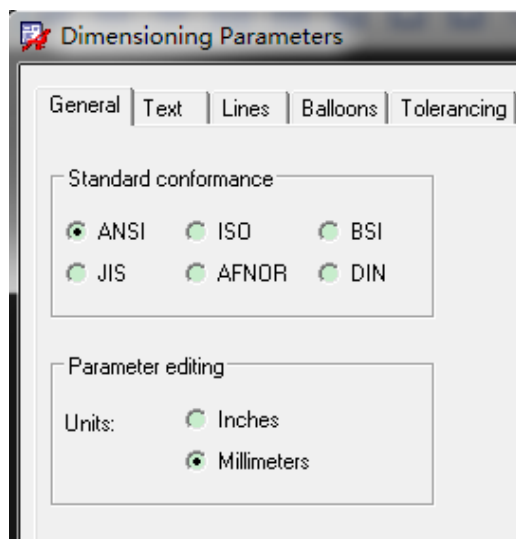 Dimensioning Parameters
General Text Lines Balloons Tolerancing
Standard conformance
ANSI ISO BSI
JIS AFNOR DIN
Parameter editing
Units: Inches
Millimeters